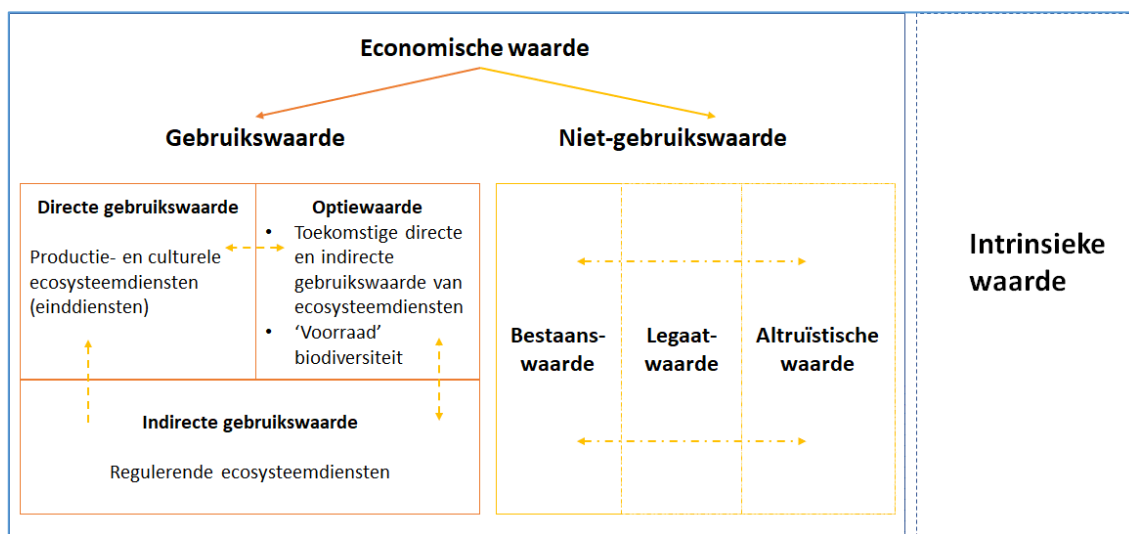 Economische waarde
Gebruikswaarde
Niet-gebruikswaarde
Directe gebruikswaarde
Productie- en culturele
ecosysteemdiensten
(einddiensten)
Optiewaarde
• Toekomstige directe
en indirecte
gebruikswaarde van
ecosysteemdiensten
• ‘Voorraad’
biodiversiteit
Indirecte gebruikswaarde
Regulerende ecosysteemdiensten
Bestaans-
waarde
Legaat-
waarde
Altruïstische
waarde
Intrinsieke
waarde